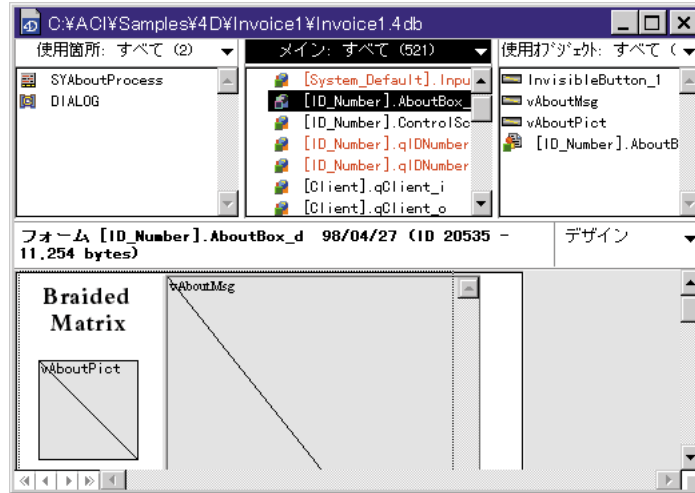 C:¥ACI¥Samples¥4D¥Invoice1¥Invoice1.4db
使用箇所: すべて (2)
メイン: すべて (521)
使用ｵﾌﾞｼﾞｪｸﾄ: すべて (
SYAboutProcess
DIALOG
[System_Default].Inpu
[ID_Number].AboutBox_
[ID_Number].ControlSc
[ID_Number].qIDNumber
[ID_Number].qIDNumber
[Client].qClient_i
[Client].qClient_o
InvisibleButton_1
vAboutMsg
vAboutPict
[ID_Number].AboutB
フォーム [ID_Number].AboutBox_d 98/04/27 (ID 20535 -
11,254 bytes)
デザイン
Braided
Matrix
vAboutMsg
vAboutPict